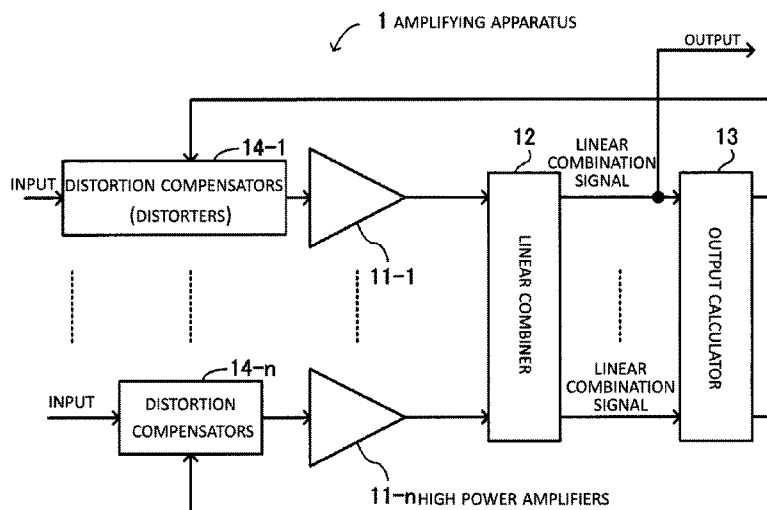 1 AMPLIFYING APPARATUS
OUTPUT
14-1
12
LINEAR
COMBINATION
SIGNAL
13
INPUT
DISTORTION COMPENSATORS
(DISTORTERS)
11-1
LINEAR COMBINER
OUTPUT CALCULATOR
14-n
INPUT
DISTORTION
COMPENSATORS
LINEAR
COMBINATION
SIGNAL
11-n HIGH POWER AMPLIFIERS